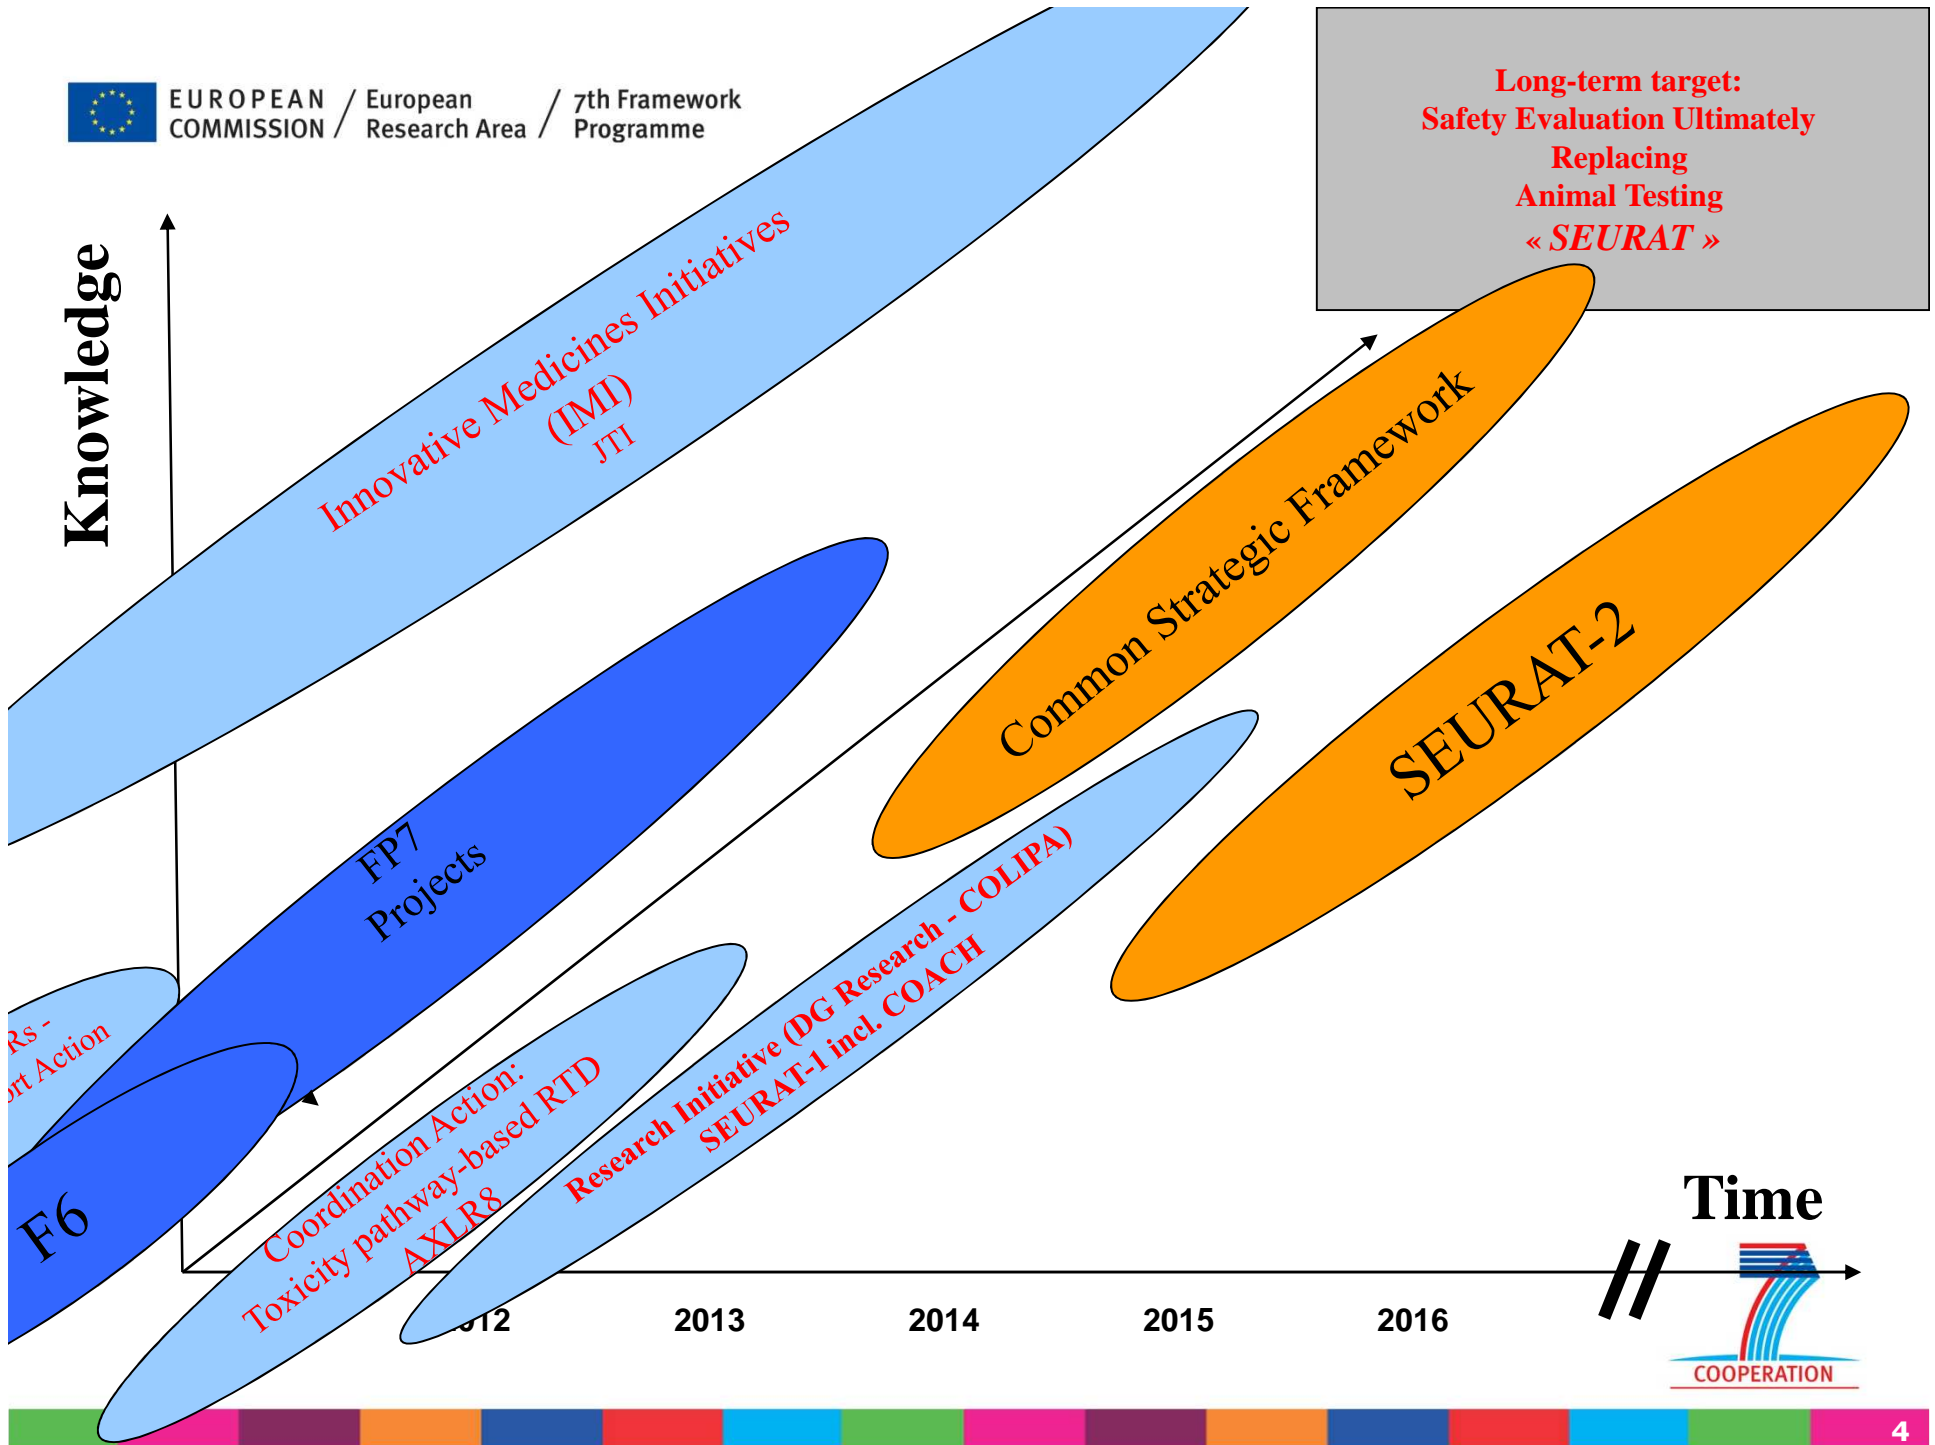 EUROPEAN COMMISSION / European Research Area / 7th Framework Programme
Long-term target:
Safety Evaluation Ultimately
Replacing
Animal Testing
« SEURAT »
Knowledge
Innovative Medicines Initiatives
(IMI)
JTI
Common Strategic Framework
SEURAT-2
FP7
Projects
Rs -
Action
F6
Coordination Action:
Toxicity pathway-based RTD
AXLR8
Research Initiative (DG Research - COLIPA)
SEURAT-1 incl. COACH
Time
2013
2014
2015
2016
COOPERATION
4